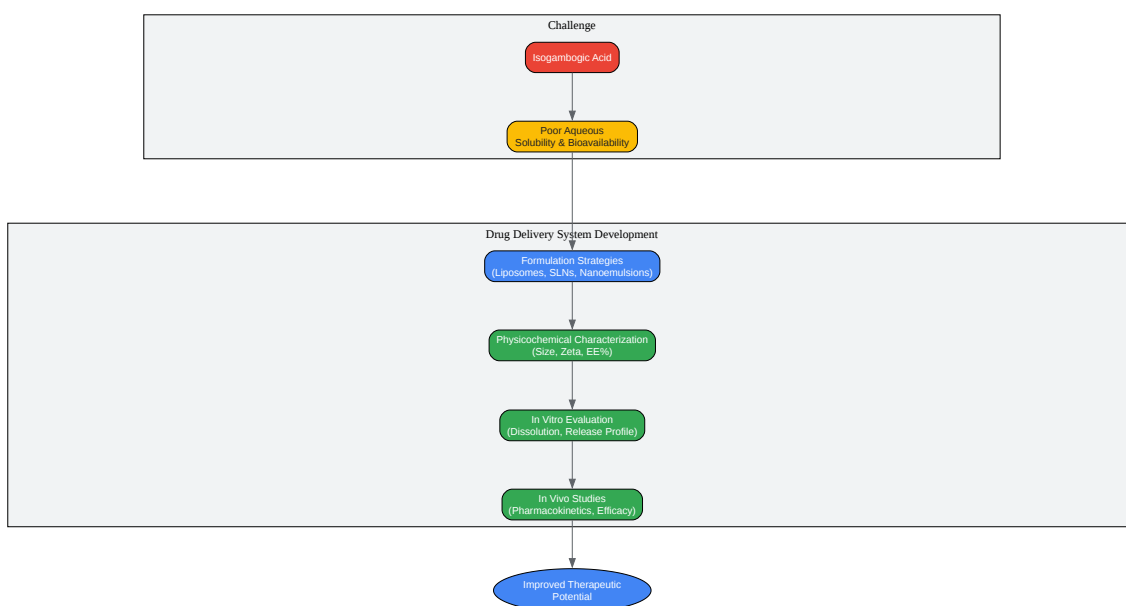 Challenge
Isogambogic Acid
Poor Aqueous
Solubility & Bioavailability
Drug Delivery System Development
Formulation Strategies
(Liposomes, SLNs, Nanoemulsions)
Physicochemical Characterization
(Size, Zeta, EE%)
In Vitro Evaluation
(Dissolution, Release Profile)
In Vivo Studies
(Pharmacokinetics, Efficacy)
Improved Therapeutic
Potential